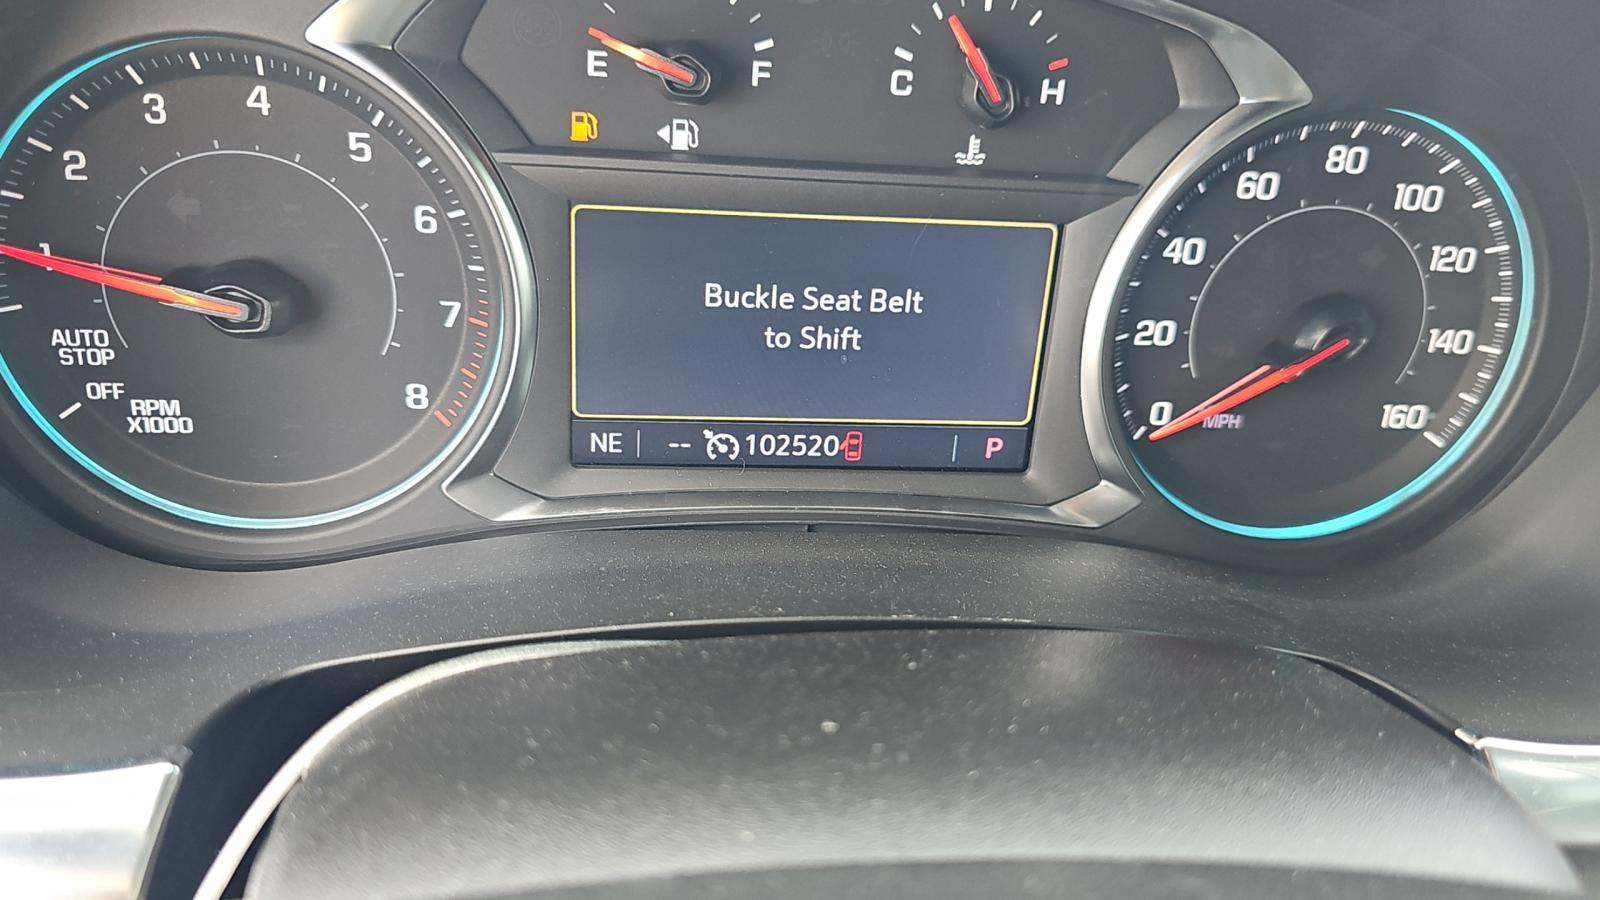 E
F
C
H
1
2
3
4
5
6
7
8
AUTO
STOP
OFF
RPM
X1000
Buckle Seat Belt
to Shift
NE -- 102520 P
0
20
40
60
80
100
120
140
160
MPH